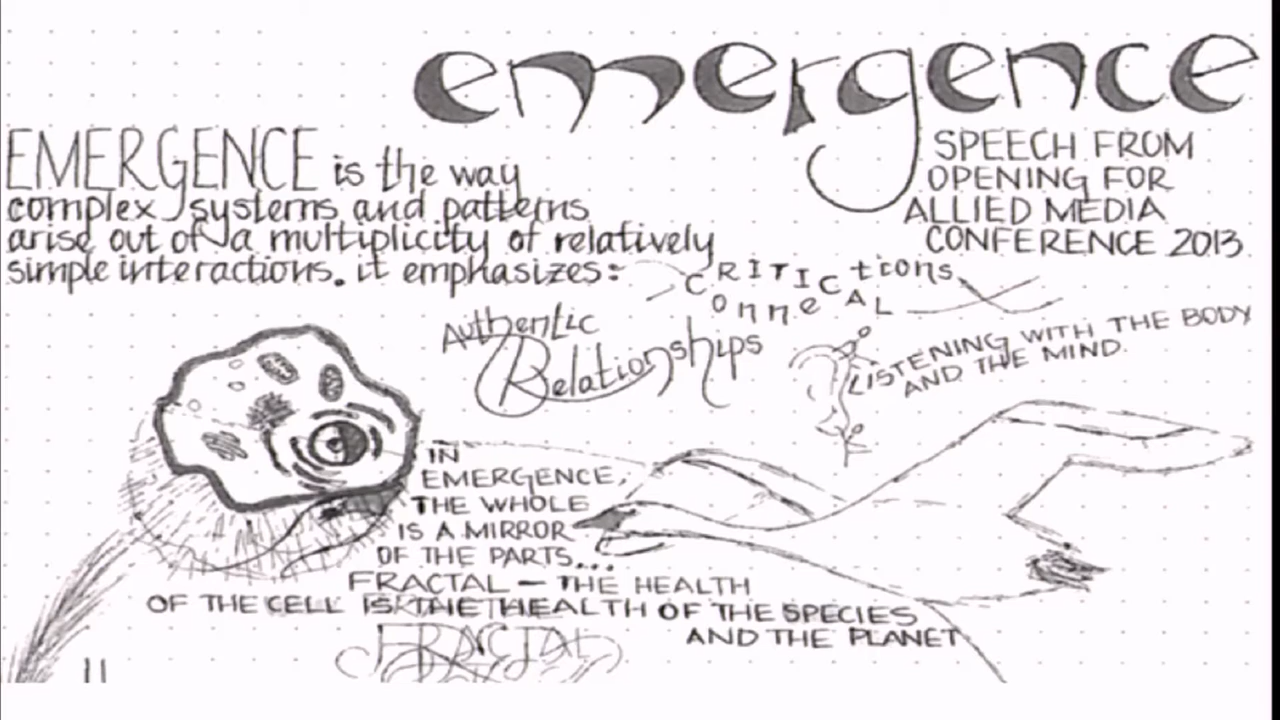 emergence
SPEECH FROM
OPENING FOR
ALLIED MEDIA
CONFERENCE 2013
EMERGENCE is the way
complex systems and patterns
arise out of a multiplicity of relatively
simple interactions. it emphasizes:
CRITICAL
connections
Authentic
Relationships
LISTENING WITH THE BODY
AND THE MIND.
IN
EMERGENCE,
THE WHOLE
IS A MIRROR
OF THE PARTS...
FRACTAL — THE HEALTH
OF THE CELL IS THE HEALTH OF THE SPECIES
AND THE PLANET
FRACTAL
11